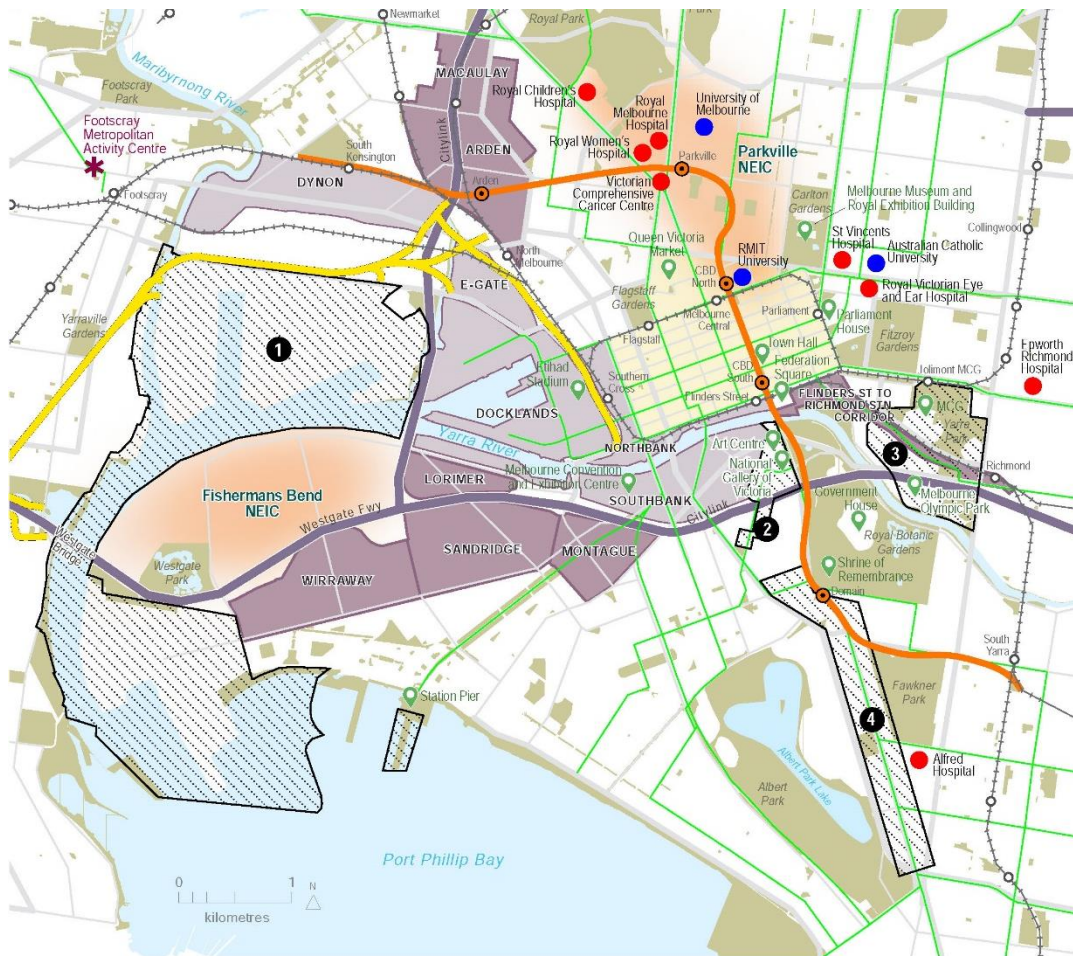 Newmarket
Royal Park
Park
Maribyrnong River
Footscray
Park
MACAULAY
Royal Children's
Hospital
Royal
Melbourne
Hospital
University of
Melbourne
Footscray
Metropolitan
Activity Centre
South
Kensington
Citylink
ARDEN
Royal Women's
Hospital
Parkville
Parkville
NEIC
DYNON
Footscray
Arden
Victorian
Comprehensive
Cancer Centre
Carlton
Gardens
Melbourne Museum and
Royal Exhibition Building
Collingwood
North
Melbourne
Queen Victoria
Market
RMIT
University
St Vincents
Hospital
Australian Catholic
University
E-GATE
CBD
North
Royal Victorian Eye
and Ear Hospital
Yarraville
Gardens
Flagstaff
Gardens
Melbourne
Central
Parliament
Parliament
House
Flagstaff
Fitzroy
Gardens
1
Etihad
Stadium
Southern
Cross
Town Hall
CBD
South
Federation
Square
Jolimont MCG
Epworth
Richmond
Hospital
DOCKLANDS
Flinders Street
FLINDERS ST TO
RICHMOND STN
CORRIDOR
MCG
Yarra
Park
Yarra River
NORTHBANK
Art Centre
3
Richmond
LORIMER
Melbourne Convention
and Exhibition Centre
National
Gallery of
Victoria
Fishermans Bend
NEIC
SOUTHBANK
Government
House
Melbourne
Olympic Park
Westgate Fwy
Citylink
2
Royal Botanic
Gardens
Westgate
Bridge
Westgate
Park
SANDRIDGE
MONTAGUE
WIRRAWAY
Shrine of
Remembrance
Domain
South
Yarra
Station Pier
Fawkner
Park
4
Albert Park Lake
Alfred
Hospital
Albert
Park
Port Phillip Bay
0 1
N
kilometres